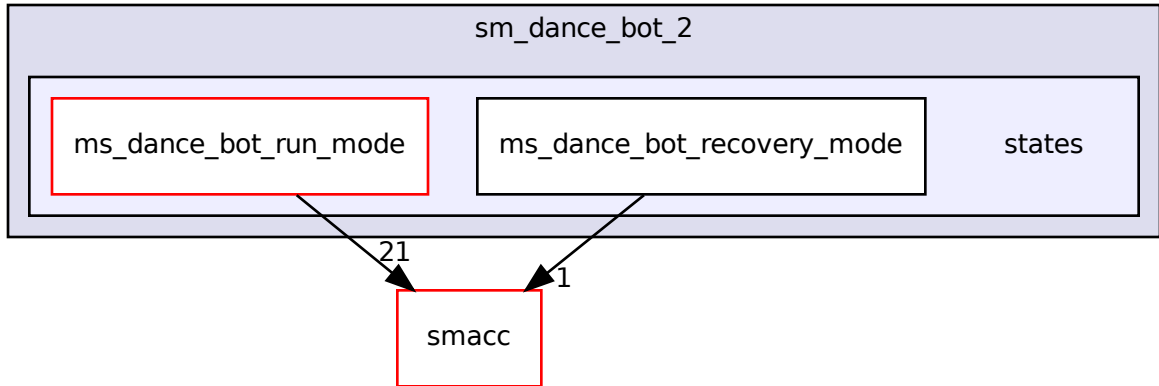 sm_dance_bot_2
ms_dance_bot_run_mode
ms_dance_bot_recovery_mode
states
21
1
smacc